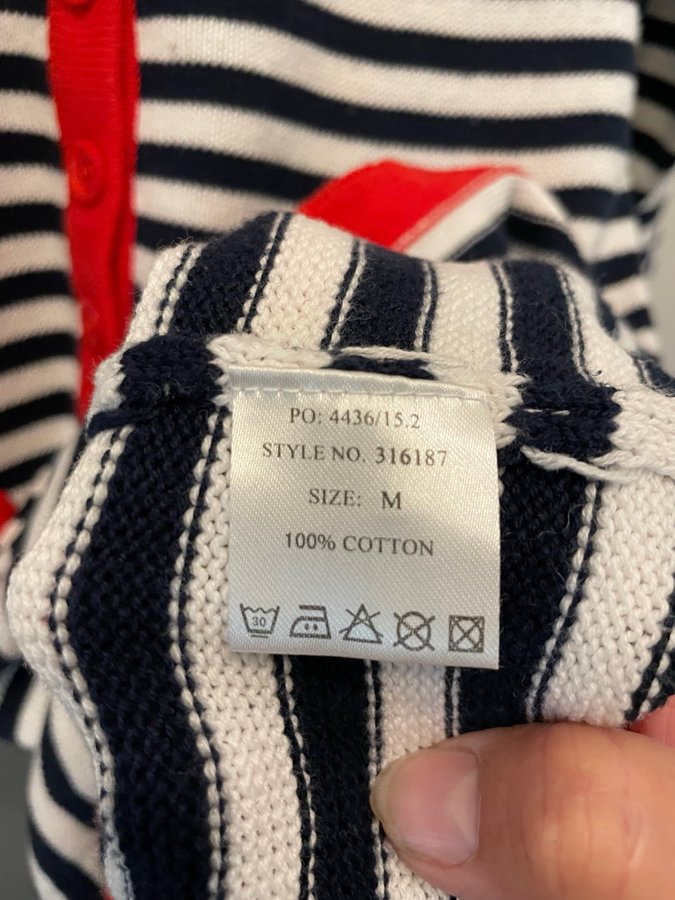 PO: 4436/15.2
STYLE NO. 316187
SIZE: M
100% COTTON
30